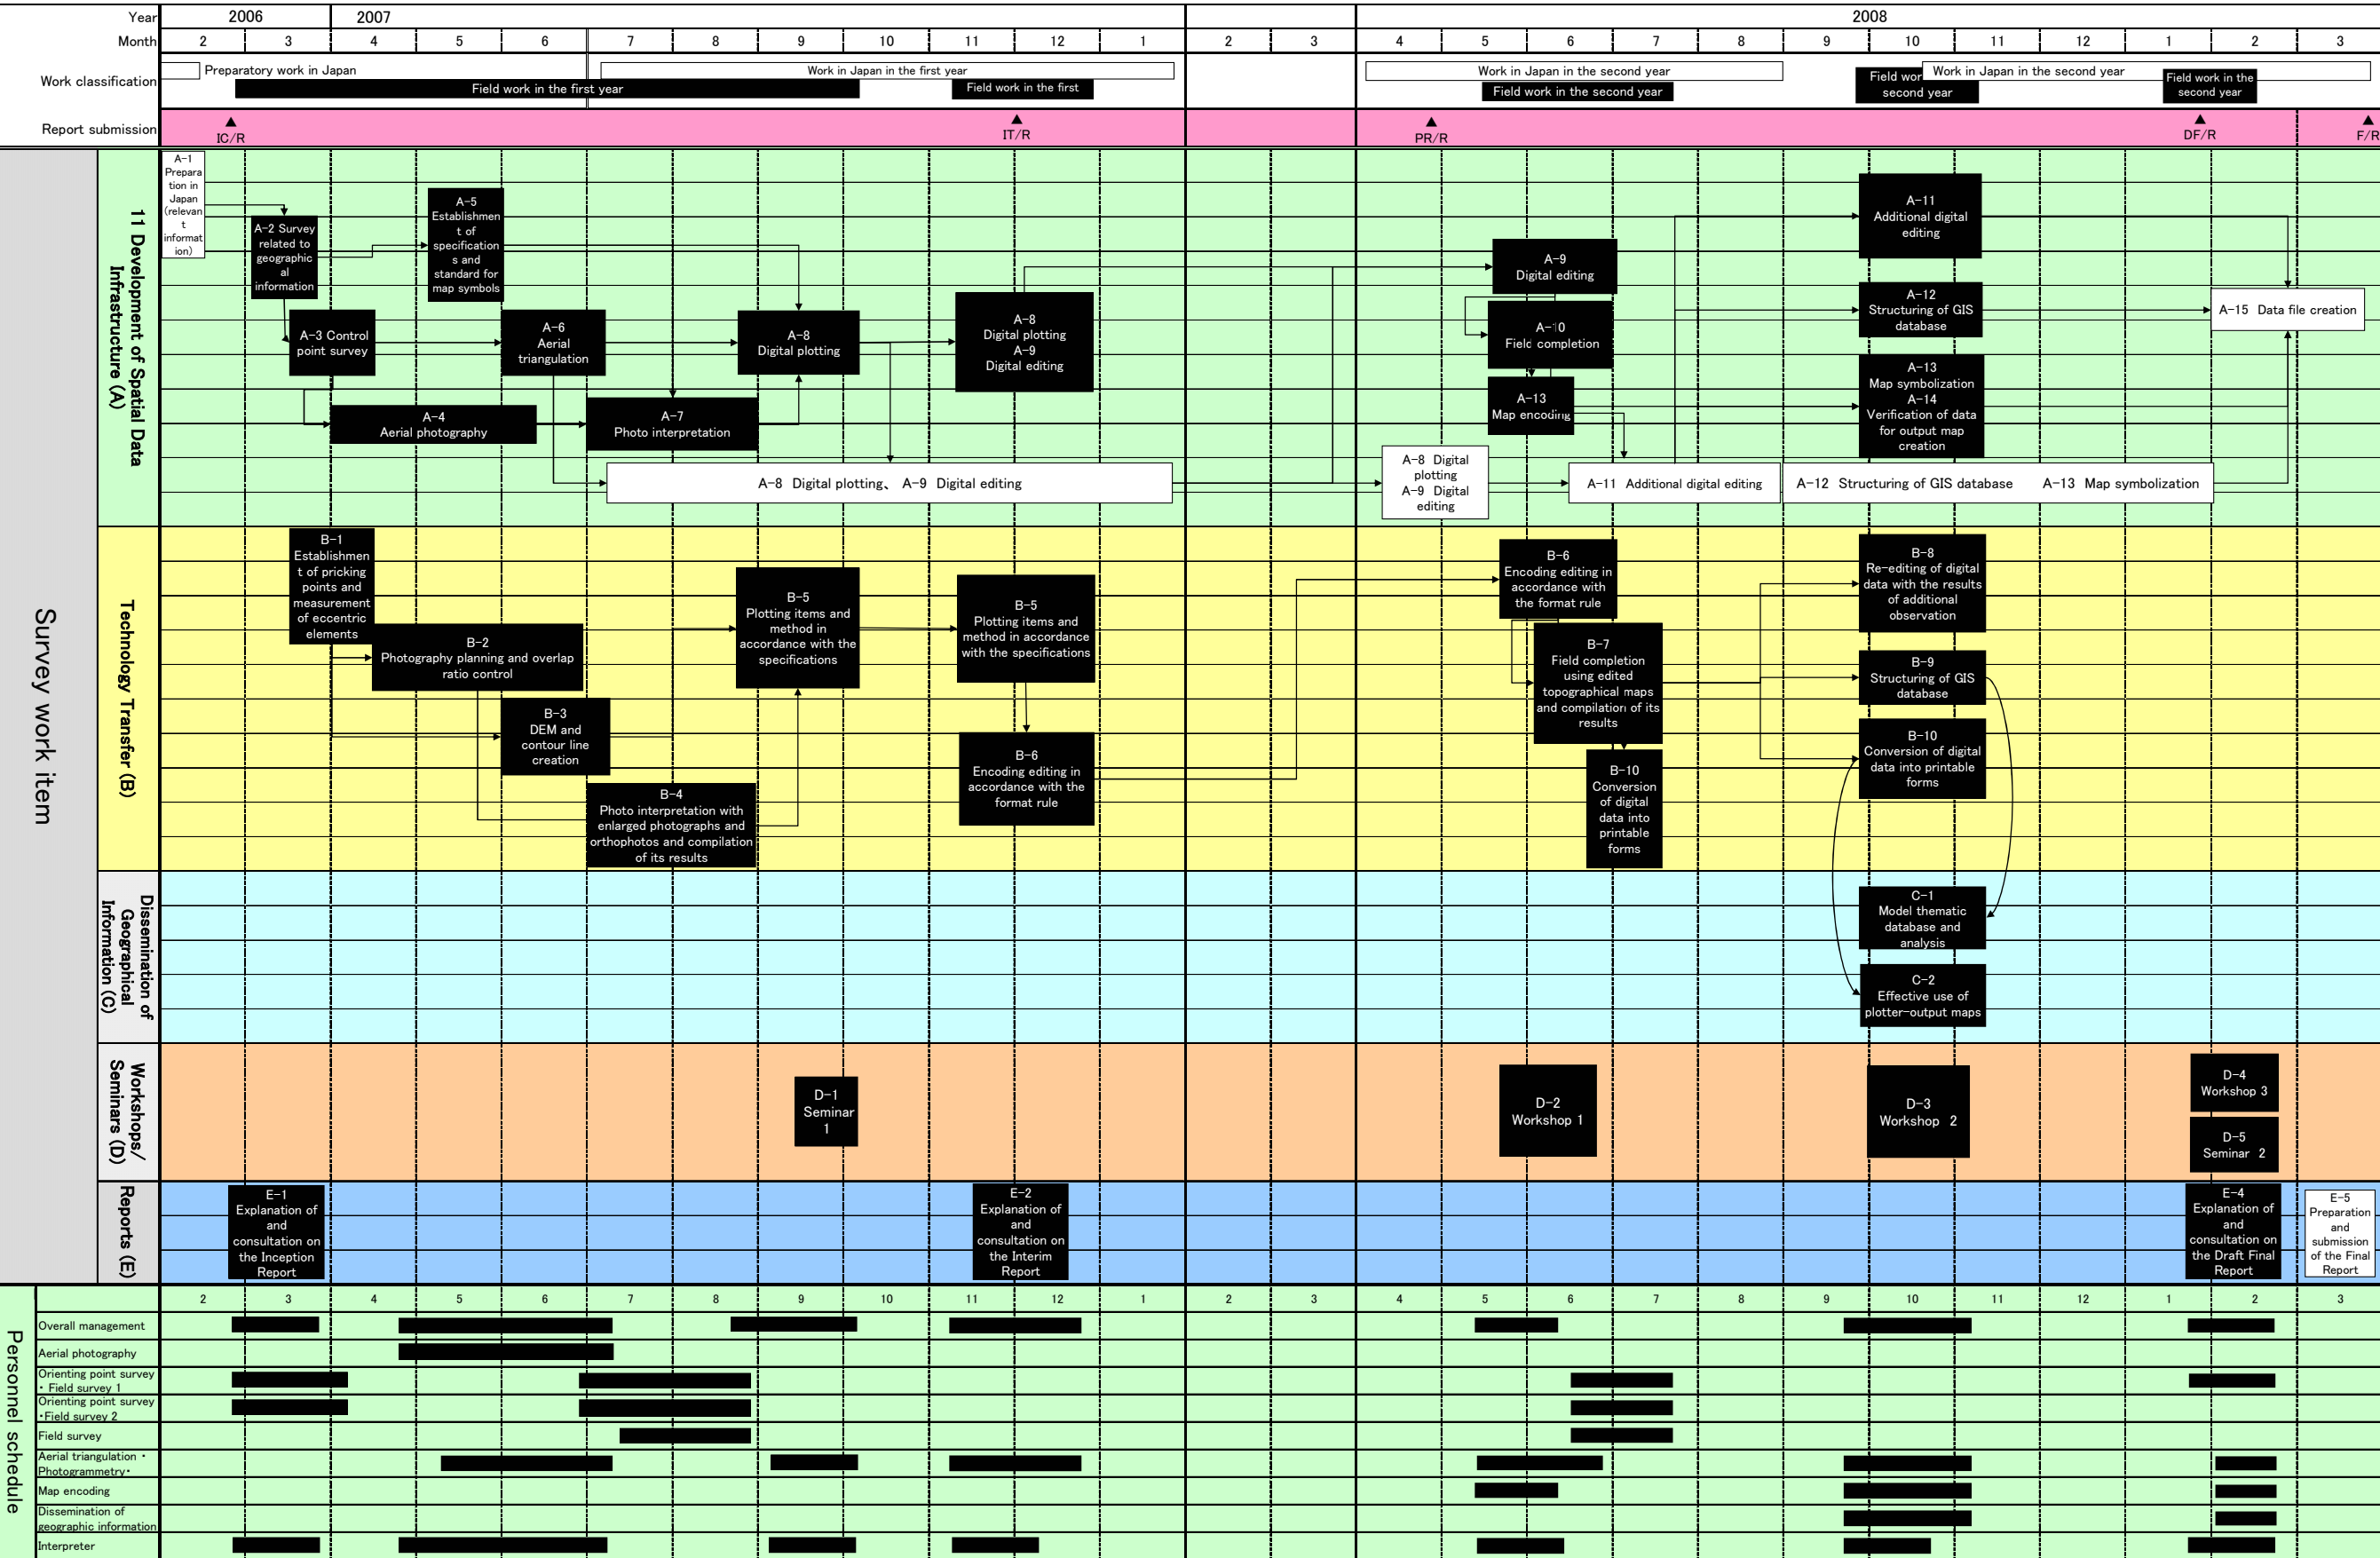 Year
2006
2007
2008
Month
2 3 4 5 6 7 8 9 10 11 12 1 2 3 4 5 6 7 8 9 10 11 12 1 2 3
Work classification
Preparatory work in Japan
Work in Japan in the first year
Field work in the first year
Field work in the first
Work in Japan in the second year
Field work in the second year
Field wor
second year
Work in Japan in the second year
Field work in the
second year
Report submission
▲
IC/R
▲
IT/R
▲
PR/R
▲
DF/R
▲
F/R
Survey work item
11 Development of Spatial Data
Infrastructure (A)
A-1
Prepara
tion in
Japan
(relevan
t
informat
ion)
A-2 Survey
related to
geographic
al
information
A-3 Control
point survey
A-4
Aerial photography
A-5
Establishmen
t of
specification
s and
standard for
map symbols
A-6
Aerial
triangulation
A-7
Photo interpretation
A-8
Digital plotting
A-8
Digital plotting
A-9
Digital editing
A-8 Digital plotting、 A-9 Digital editing
A-8 Digital
plotting
A-9 Digital
editing
A-9
Digital editing
A-10
Field completion
A-13
Map encoding
A-11 Additional digital editing
A-11
Additional digital
editing
A-12
Structuring of GIS
database
A-13
Map symbolization
A-14
Verification of data
for output map
creation
A-12 Structuring of GIS database A-13 Map symbolization
A-15 Data file creation
Technology Transfer (B)
B-1
Establishmen
t of pricking
points and
measurement
of eccentric
elements
B-2
Photography planning and overlap
ratio control
B-3
DEM and
contour line
creation
B-4
Photo interpretation with
enlarged photographs and
orthophotos and compilation
of its results
B-5
Plotting items and
method in
accordance with the
specifications
B-5
Plotting items and
method in accordance
with the specifications
B-6
Encoding editing in
accordance with the
format rule
B-6
Encoding editing in
accordance with
the format rule
B-7
Field completion
using edited
topographical maps
and compilation of its
results
B-10
Conversion
of digital
data into
printable
forms
B-8
Re-editing of digital
data with the results
of additional
observation
B-9
Structuring of GIS
database
B-10
Conversion of digital
data into printable
forms
Dissemination of
Geographical
Information (C)
C-1
Model thematic
database and
analysis
C-2
Effective use of
plotter-output maps
Workshops/
Seminars (D)
D-1
Seminar
1
D-2
Workshop 1
D-3
Workshop 2
D-4
Workshop 3
D-5
Seminar 2
Reports (E)
E-1
Explanation of
and
consultation on
the Inception
Report
E-2
Explanation of
and
consultation on
the Interim
Report
E-4
Explanation of
and
consultation on
the Draft Final
Report
E-5
Preparation
and
submission
of the Final
Report
Personnel schedule
2 3 4 5 6 7 8 9 10 11 12 1 2 3 4 5 6 7 8 9 10 11 12 1 2 3
Overall management
Aerial photography
Orienting point survey
・Field survey 1
Orienting point survey
・Field survey 2
Field survey
Aerial triangulation・
Photogrammetry・
Map encoding
Dissemination of
geographic information
Interpreter